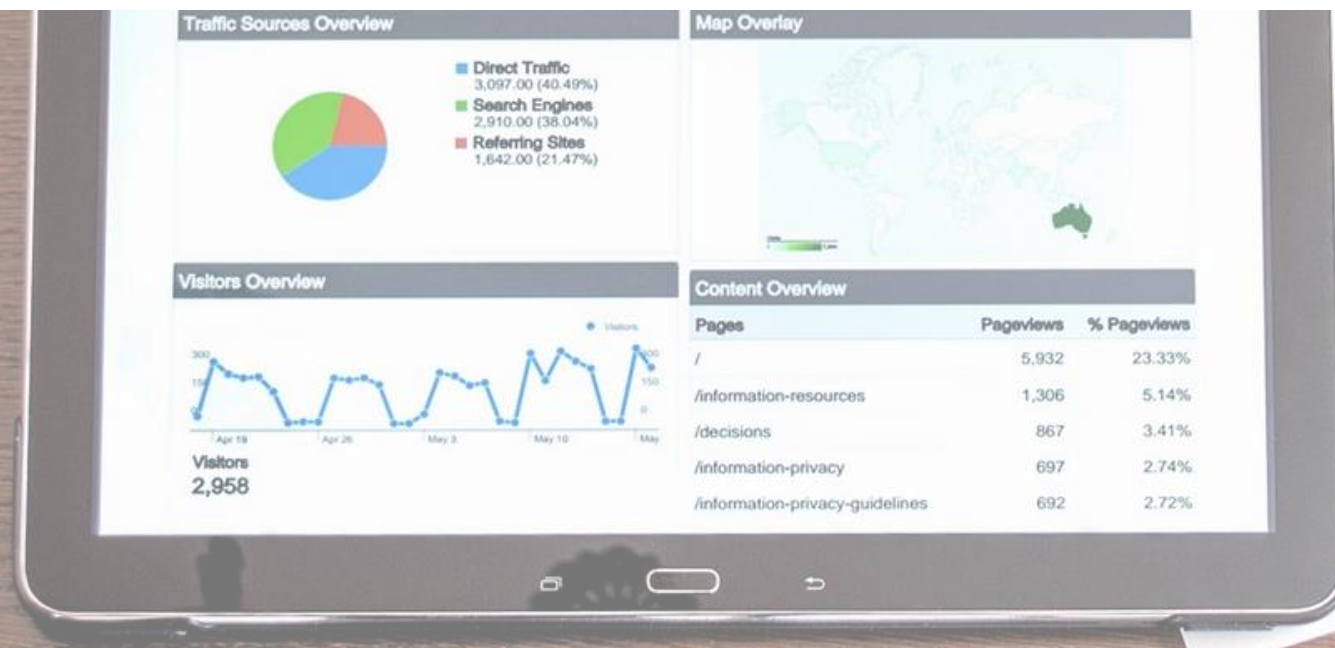 Traffic Sources Overview
Direct Traffic
3,097.00 (40.49%)
Search Engines
2,910.00 (38.04%)
Referring Sites
1,642.00 (21.47%)
Map Overlay
Visitors Overview
Visitors
300
150
0
300
150
0
Apr 19 Apr 26 May 3 May 10 May
Visitors
2,958
Content Overview
Pages Pageviews % Pageviews
/ 5,932 23.33%
/information-resources 1,306 5.14%
/decisions 867 3.41%
/information-privacy 697 2.74%
/information-privacy-guidelines 692 2.72%